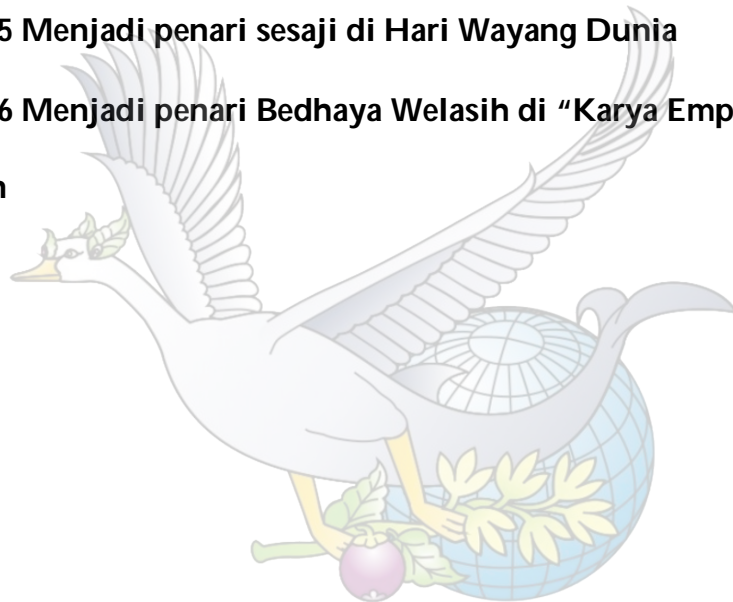 5 Menjadi penari sesaji di Hari Wayang Dunia
6 Menjadi penari Bedhaya Welasih di “Karya Emp